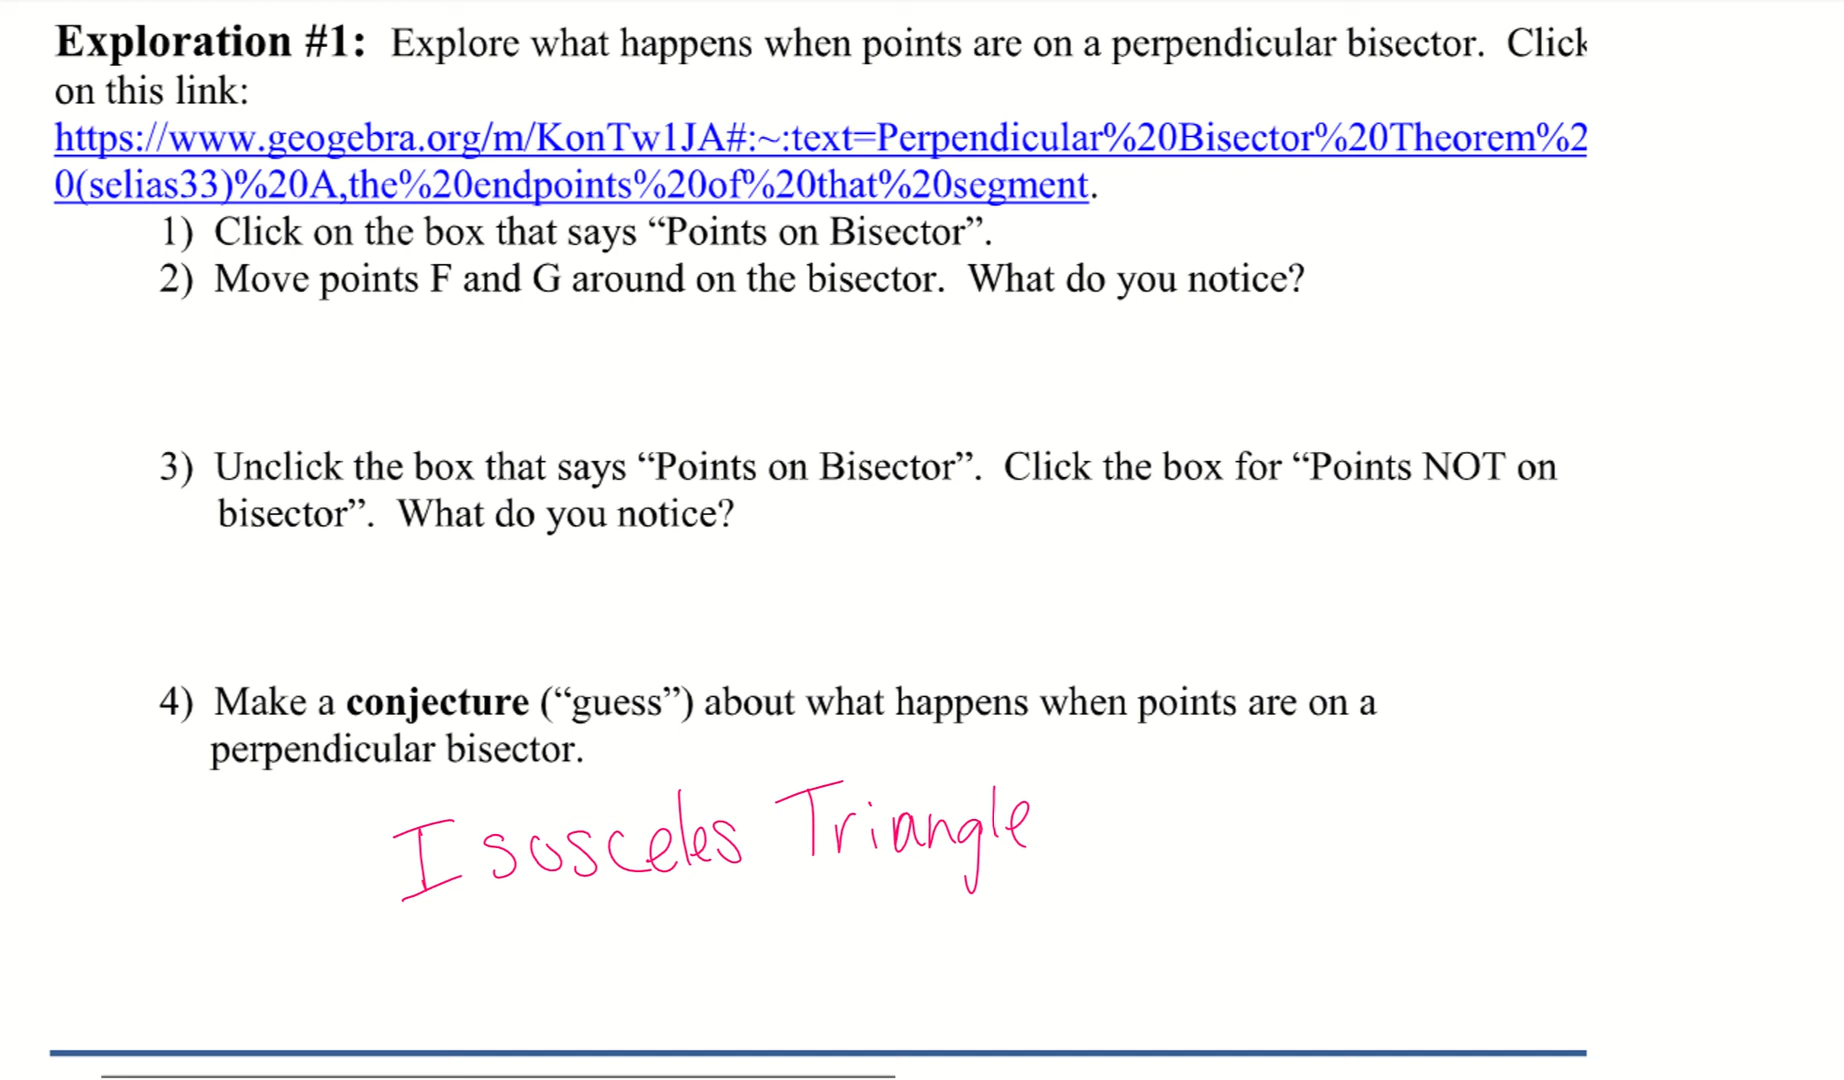 Exploration #1: Explore what happens when points are on a perpendicular bisector. Click
on this link:
https://www.geogebra.org/m/KonTw1JA#:~:text=Perpendicular%20Bisector%20Theorem%2
0(selias33)%20A,the%20endpoints%20of%20that%20segment.
1) Click on the box that says “Points on Bisector”.
2) Move points F and G around on the bisector. What do you notice?
3) Unclick the box that says “Points on Bisector”. Click the box for “Points NOT on
bisector”. What do you notice?
4) Make a conjecture (“guess”) about what happens when points are on a
perpendicular bisector.
Isosceles Triangle